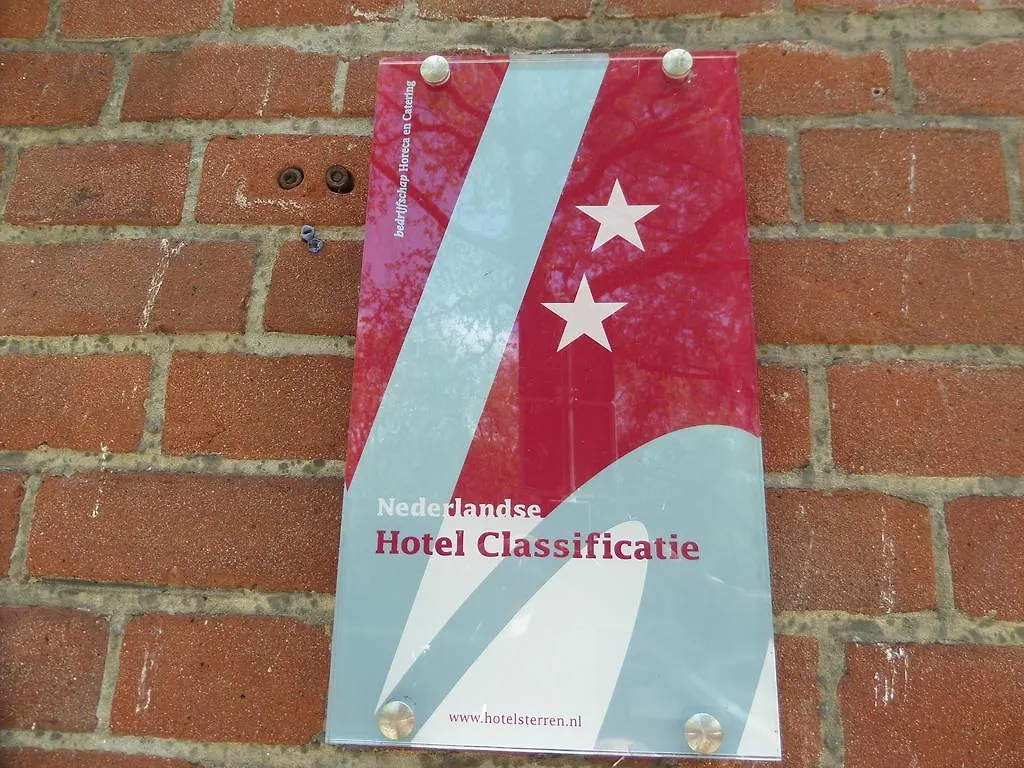 bedrijfschap Horeca en Catering
Nederlandse
Hotel Classificatie
www.hotelsterren.nl